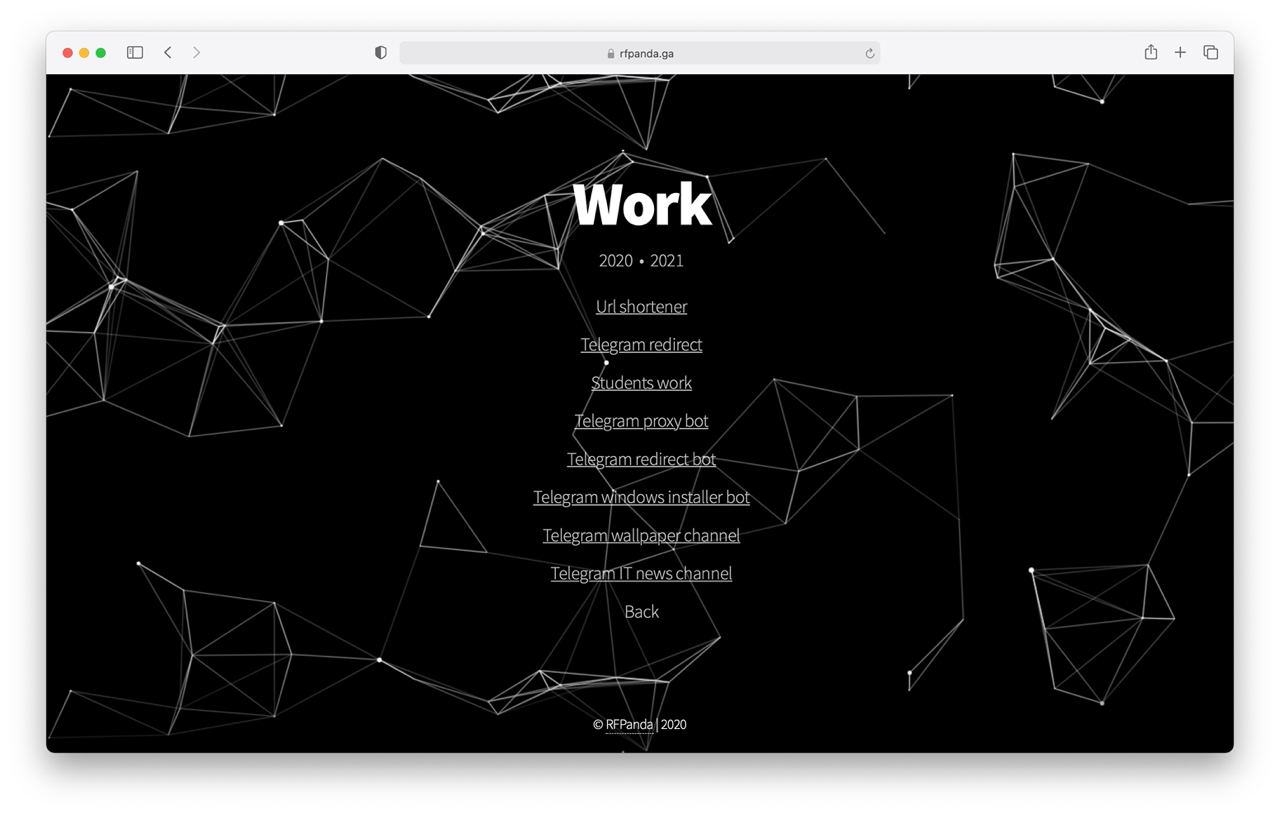 rfpanda.ga
Work
2020 • 2021
Url shortener
Telegram redirect
Students work
Telegram proxy bot
Telegram redirect bot
Telegram windows installer bot
Telegram wallpaper channel
Telegram IT news channel
Back
© RFPanda | 2020